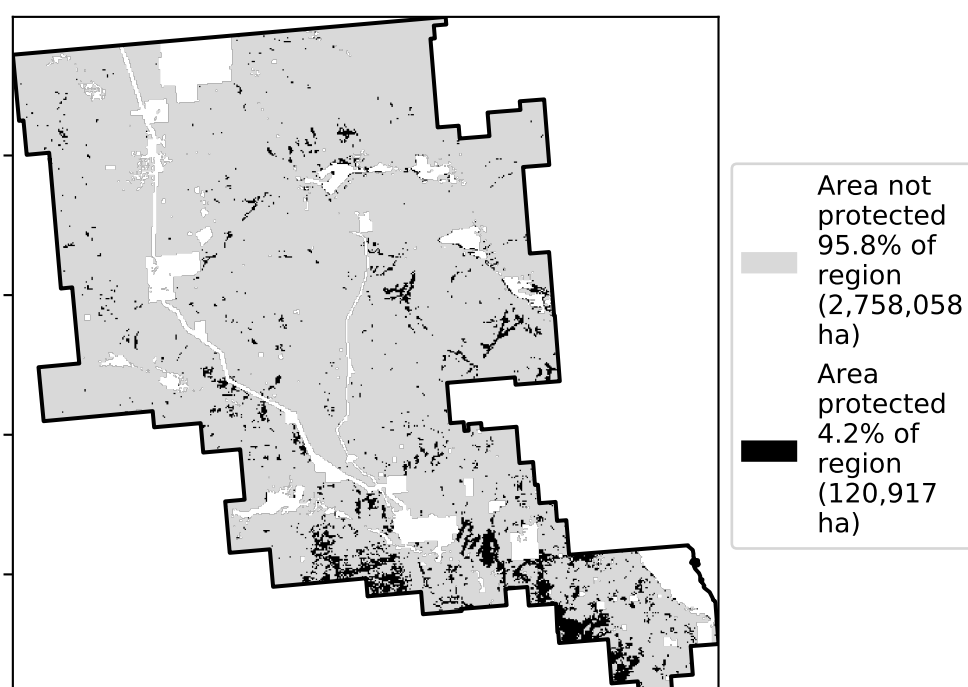 Area not
protected
95.8% of
region
(2,758,058
ha)
Area
protected
4.2% of
region
(120,917
ha)